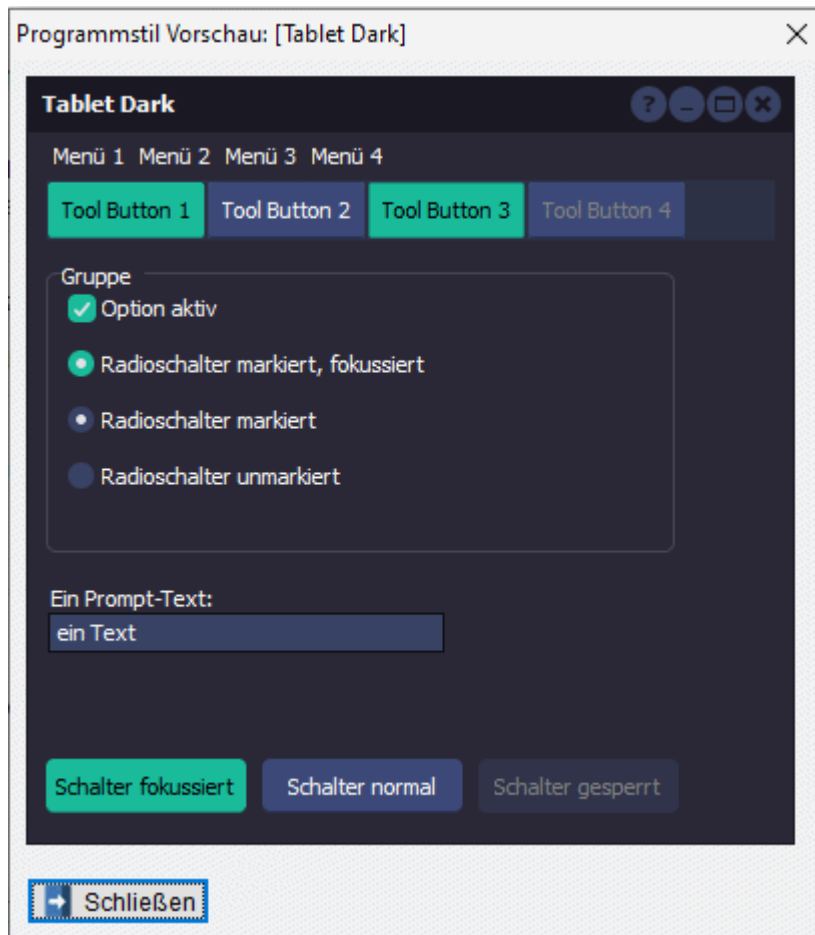 Programmstil Vorschau: [Tablet Dark]
Tablet Dark
Menü 1 Menü 2 Menü 3 Menü 4
Tool Button 1 Tool Button 2 Tool Button 3 Tool Button 4
Gruppe
Option aktiv
Radioschalter markiert, fokussiert
Radioschalter markiert
Radioschalter unmarkiert
Ein Prompt-Text:
ein Text
Schalter fokussiert Schalter normal Schalter gesperrt
Schließen